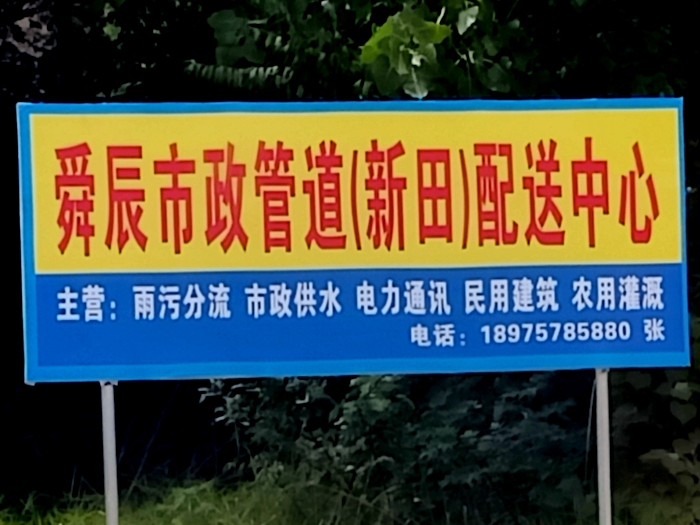 舜辰市政管道(新田)配送中心
主营：雨污分流 市政供水 电力通讯 民用建筑 农用灌溉
电话：18975785880 张